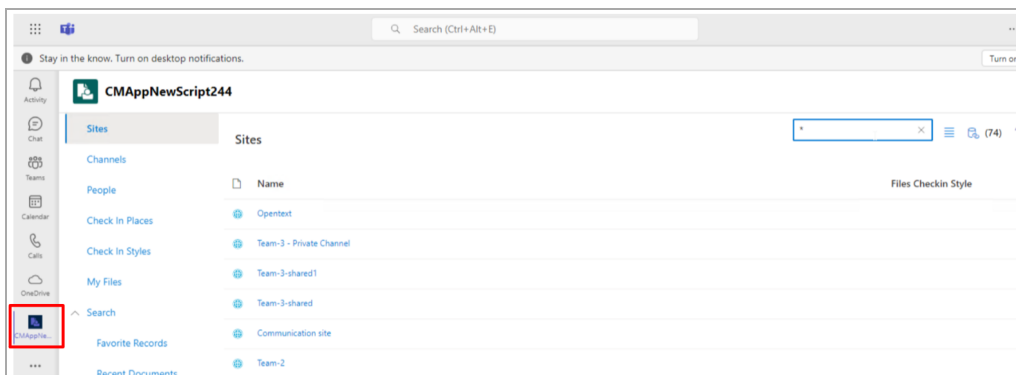 Search (Ctrl+Alt+E)
Stay in the know. Turn on desktop notifications.
Turn on
Activity
Chat
Teams
Calendar
Calls
OneDrive
CMAppNe...
CMAppNewScript244
Sites
Channels
People
Check In Places
Check In Styles
My Files
Search
Favorite Records
Recent Documents
Sites
*
(74)
Name
Files Checkin Style
Opentext
Team-3 - Private Channel
Team-3-shared1
Team-3-shared
Communication site
Team-2